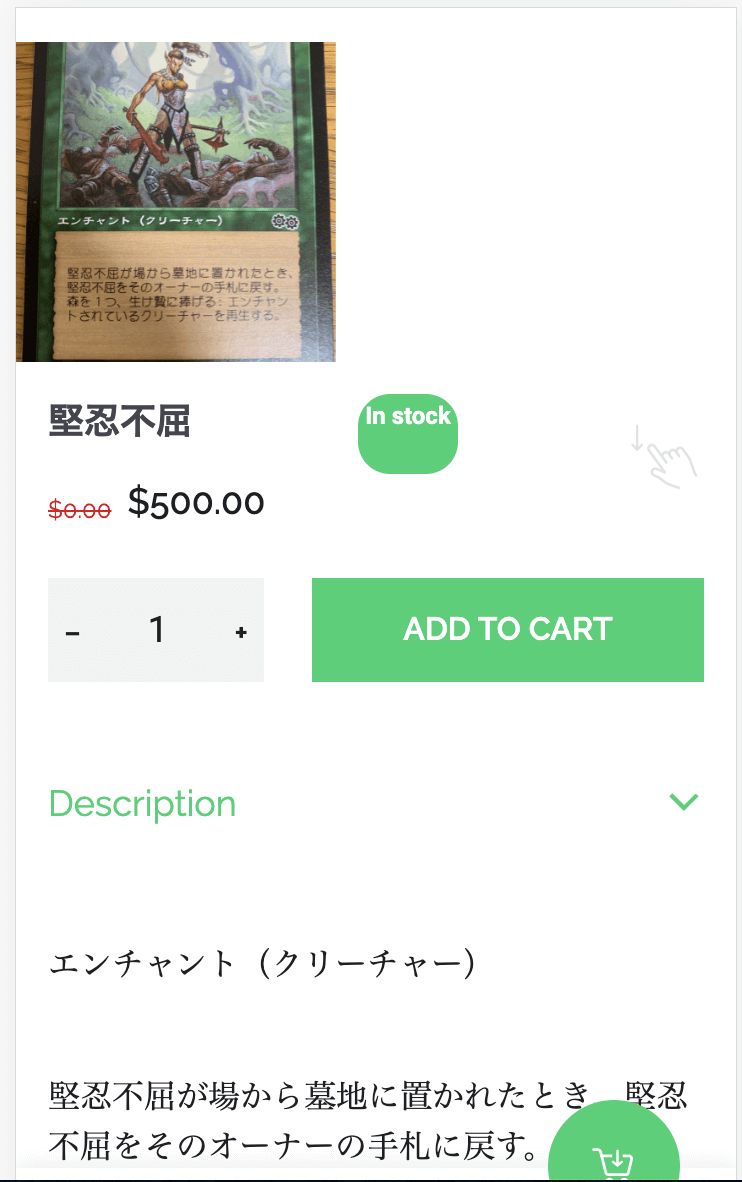 エンチャント（クリーチャー）
堅忍不屈が場から墓地に置かれたとき、
堅忍不屈をそのオーナーの手札に戻す。
森を１つ、生け贄に捧げる：エンチャン
トされているクリーチャーを再生する。
堅忍不屈
In stock
$0.00 $500.00
- 1 +
ADD TO CART
Description
エンチャント（クリーチャー）
堅忍不屈が場から墓地に置かれたとき、堅忍
不屈をそのオーナーの手札に戻す。